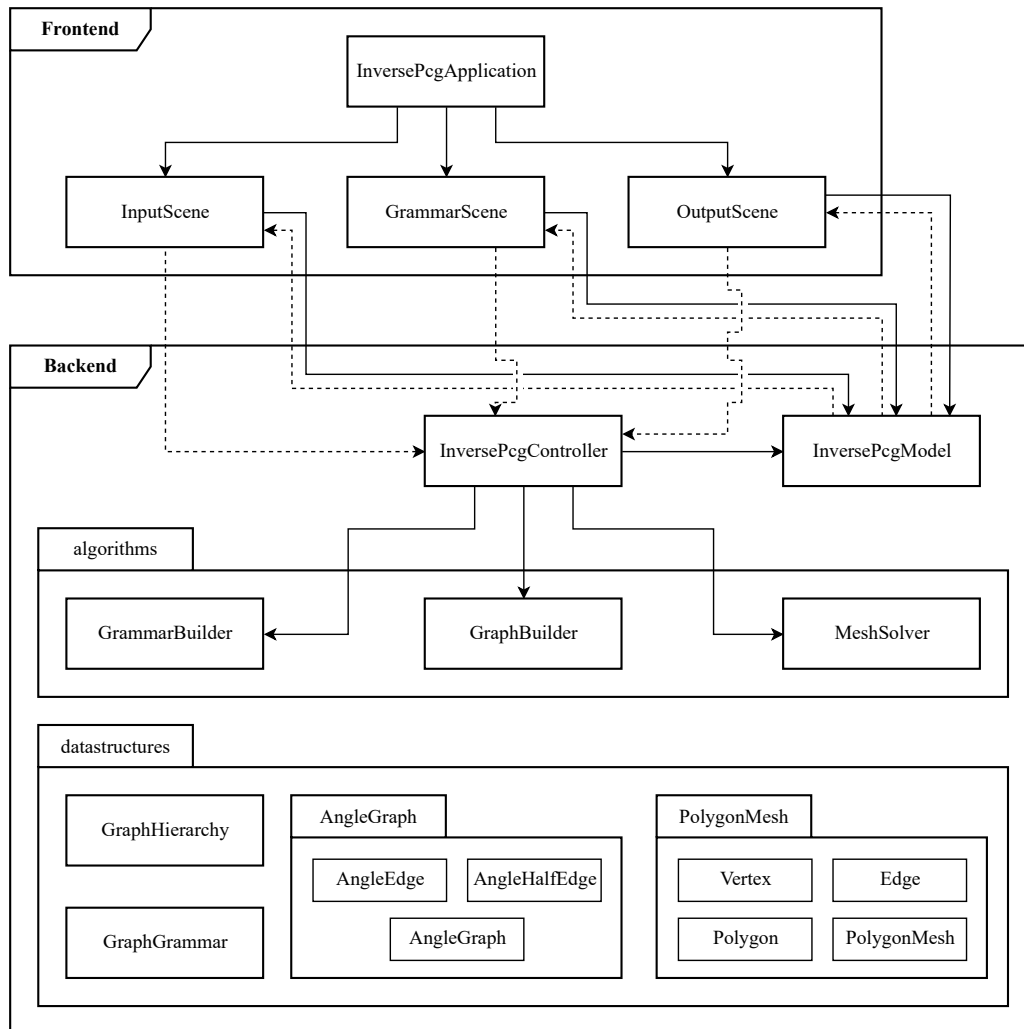 Frontend
InversePcgApplication
InputScene
GrammarScene
OutputScene
Backend
InversePcgController
InversePcgModel
algorithms
GrammarBuilder
GraphBuilder
MeshSolver
datastructures
GraphHierarchy
AngleGraph
PolygonMesh
AngleEdge
AngleHalfEdge
Vertex
Edge
GraphGrammar
AngleGraph
Polygon
PolygonMesh